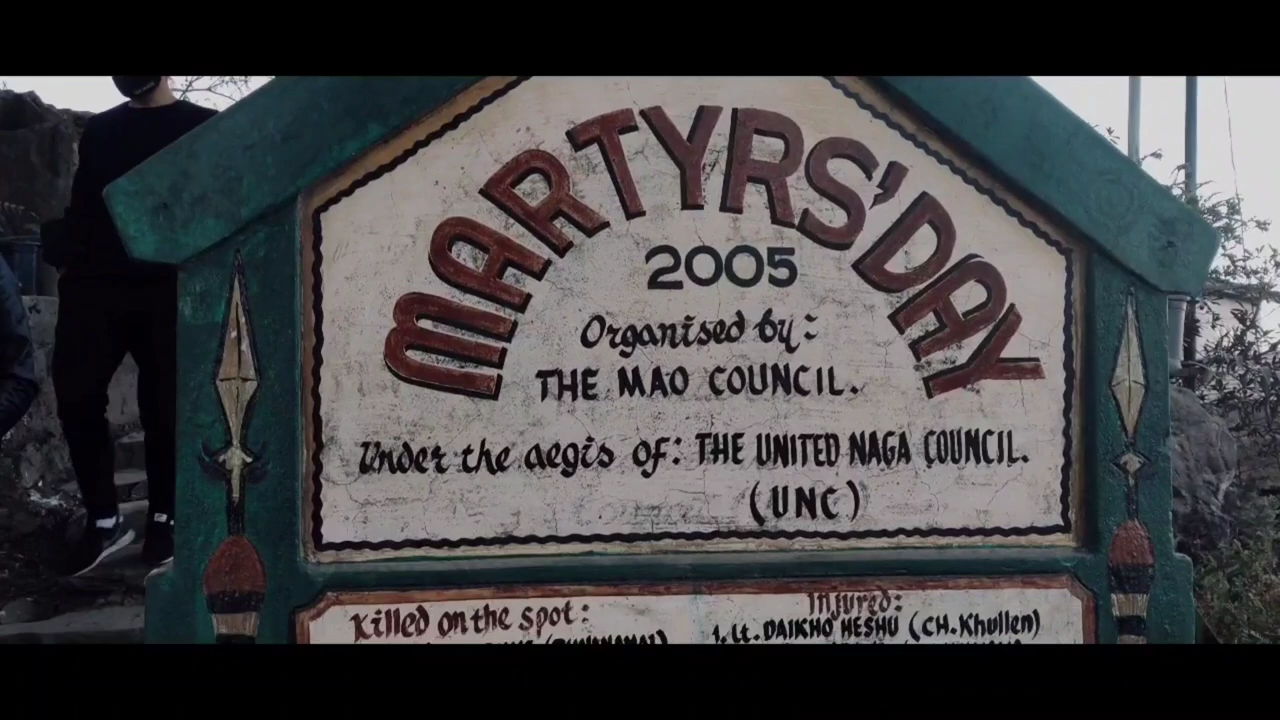 MARTYRS' DAY
2005
Organised by:
THE MAO COUNCIL.
Under the aegis of: THE UNITED NAGA COUNCIL.
(UNC)
Killed on the spot:
Injured:
1. Lt. DAIKHO HESHU (CH.Khullen)